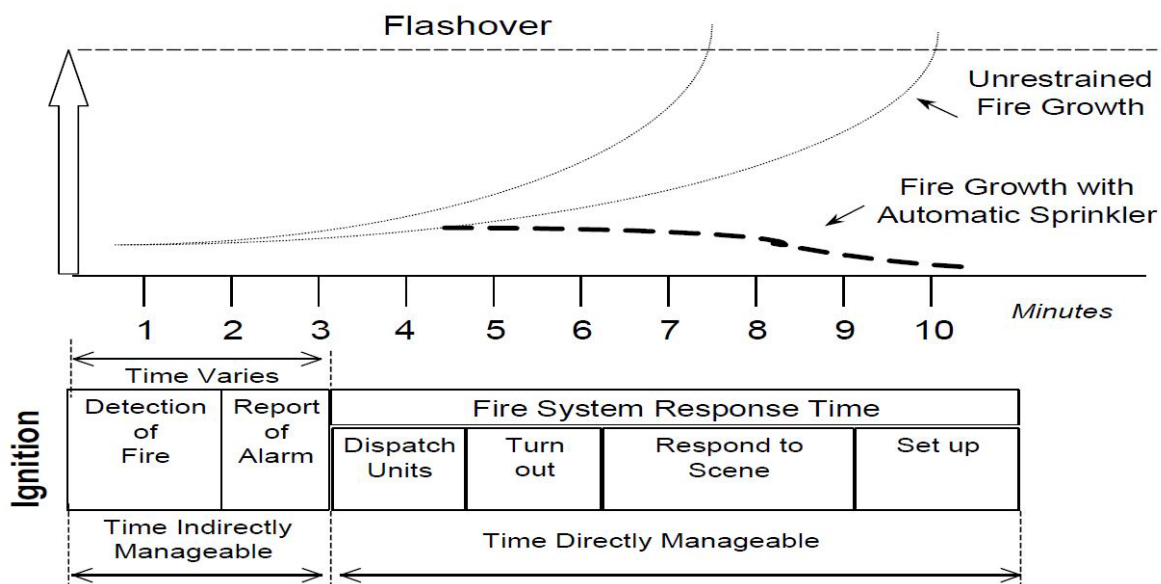 Flashover
Unrestrained
Fire Growth
Fire Growth with
Automatic Sprinkler
1 2 3 4 5 6 7 8 9 10
Minutes
Time Varies
Ignition
Detection
of
Fire
Report
of
Alarm
Fire System Response Time
Dispatch
Units
Turn
out
Respond to
Scene
Set up
Time Indirectly
Manageable
Time Directly Manageable